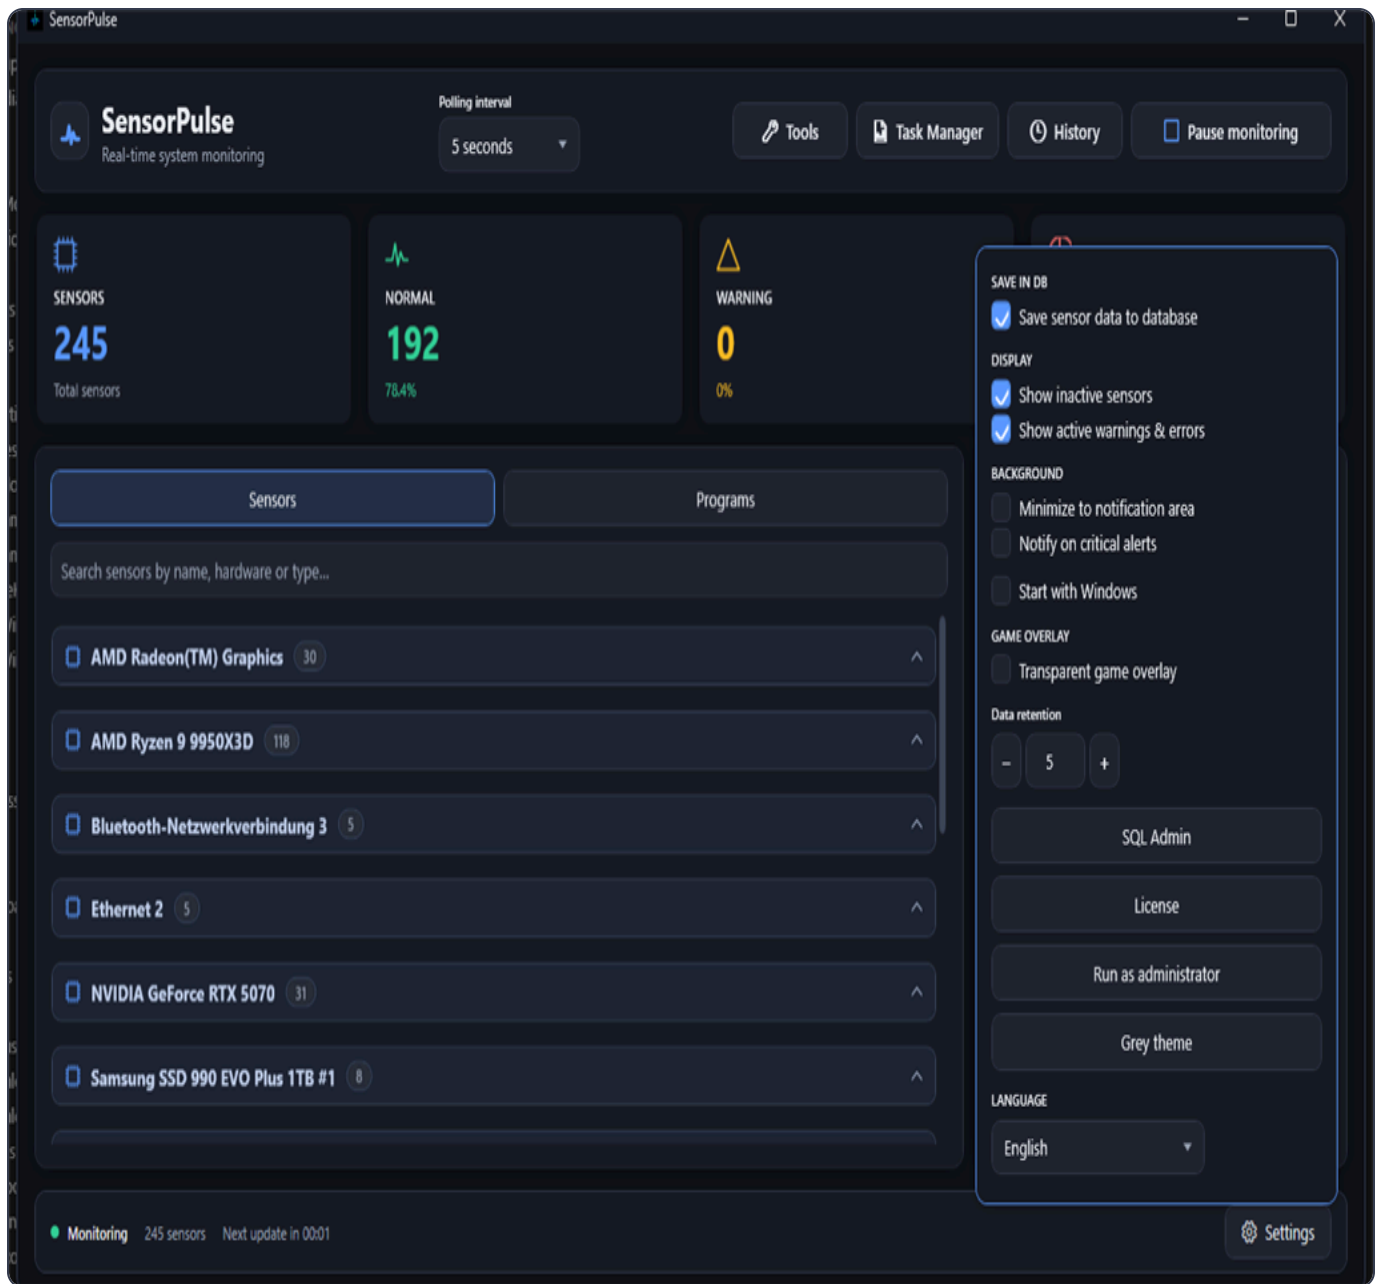 SensorPulse
SensorPulse
Real-time system monitoring
Polling interval
5 seconds
Tools
Task Manager
History
Pause monitoring
SENSORS
245
Total sensors
NORMAL
192
78.4%
WARNING
0
0%
Sensors
Programs
Search sensors by name, hardware or type...
AMD Radeon(TM) Graphics 30
AMD Ryzen 9 9950X3D 118
Bluetooth-Netzwerkverbindung 3 5
Ethernet 2 5
NVIDIA GeForce RTX 5070 31
Samsung SSD 990 EVO Plus 1TB #1 8
SAVE IN DB
Save sensor data to database
DISPLAY
Show inactive sensors
Show active warnings & errors
BACKGROUND
Minimize to notification area
Notify on critical alerts
Start with Windows
GAME OVERLAY
Transparent game overlay
Data retention
− 5 +
SQL Admin
License
Run as administrator
Grey theme
LANGUAGE
English
Monitoring 245 sensors Next update in 00:01
Settings